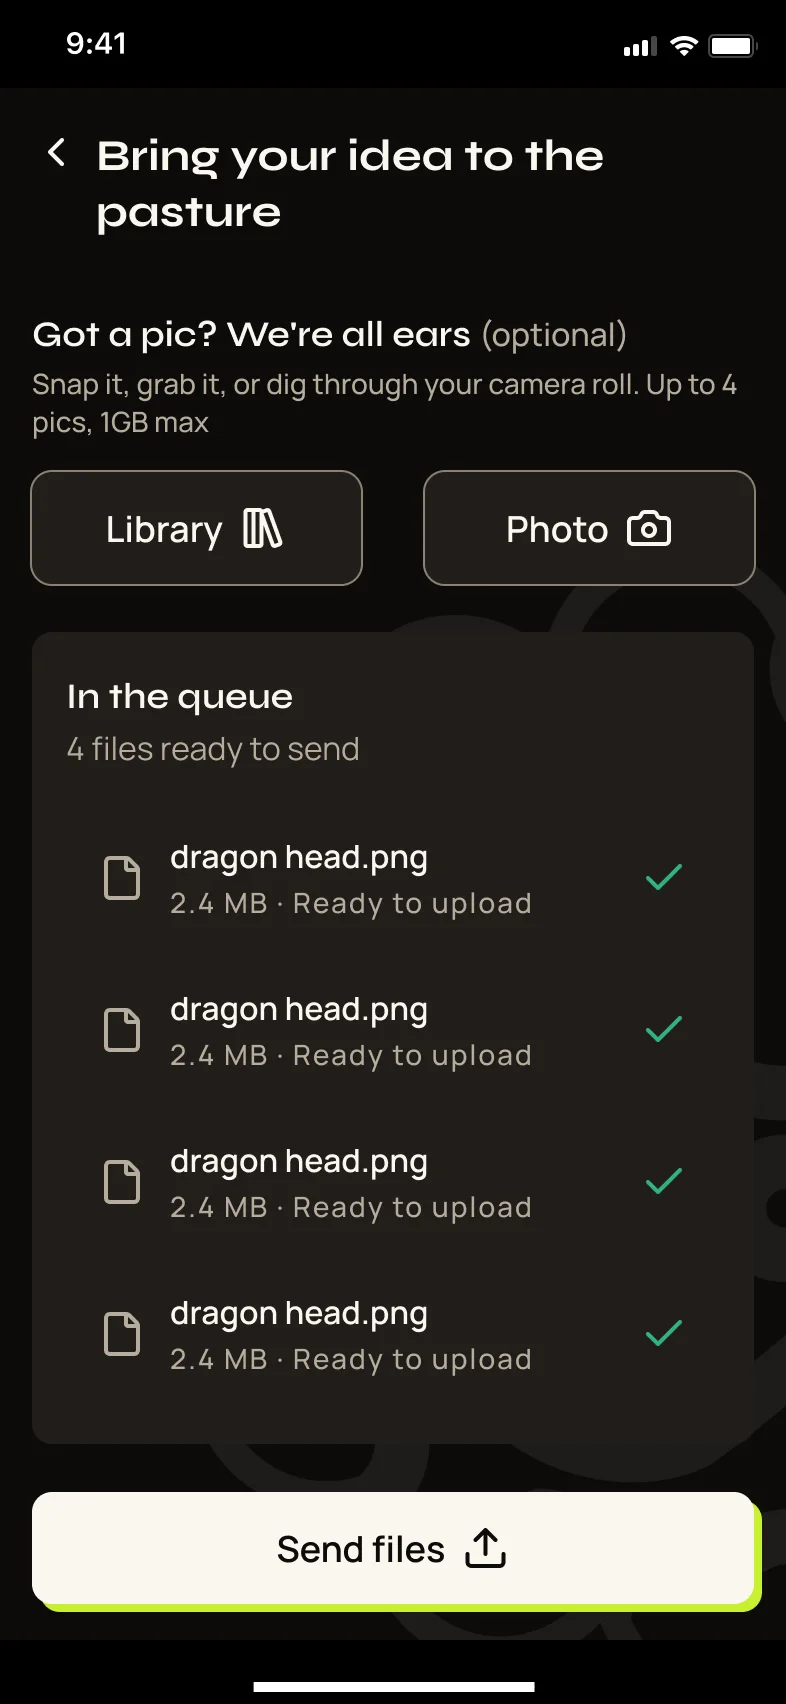 9:41
Bring your idea to the
pasture
Got a pic? We're all ears (optional)
Snap it, grab it, or dig through your camera roll. Up to 4
pics, 1GB max
Library
Photo
In the queue
4 files ready to send
dragon head.png
2.4 MB · Ready to upload
dragon head.png
2.4 MB · Ready to upload
dragon head.png
2.4 MB · Ready to upload
dragon head.png
2.4 MB · Ready to upload
Send files